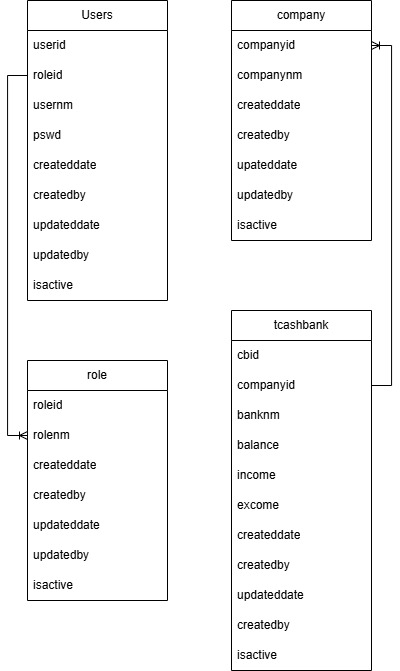 Users
userid
roleid
usernm
pswd
createddate
createdby
updateddate
updatedby
isactive
company
companyid
companynm
createddate
createdby
upateddate
updatedby
isactive
role
roleid
rolenm
createddate
createdby
updateddate
updatedby
isactive
tcashbank
cbid
companyid
banknm
balance
income
excome
createddate
createdby
updateddate
createdby
isactive